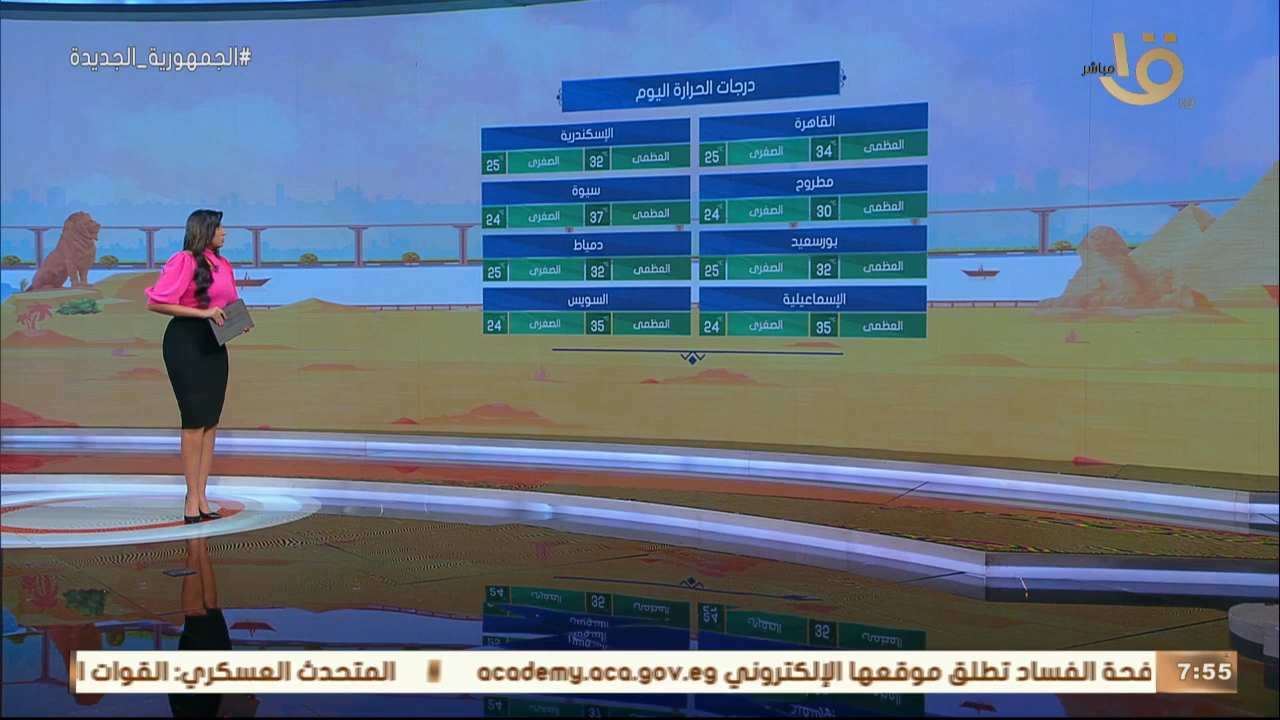 #الجمهورية_الجديدة
مباشر
HD
درجات الحرارة اليوم
القاهرة
العظمى 34 الصغرى 25
الإسكندرية
العظمى 32 الصغرى 25
مطروح
العظمى 30 الصغرى 24
سيوة
العظمى 37 الصغرى 24
بورسعيد
العظمى 32 الصغرى 25
دمياط
العظمى 32 الصغرى 25
الإسماعيلية
العظمى 35 الصغرى 24
السويس
العظمى 35 الصغرى 24
7:55
فحة الفساد تطلق موقعها الإلكتروني academy.aca.gov.eg المتحدث العسكري: القوات ا